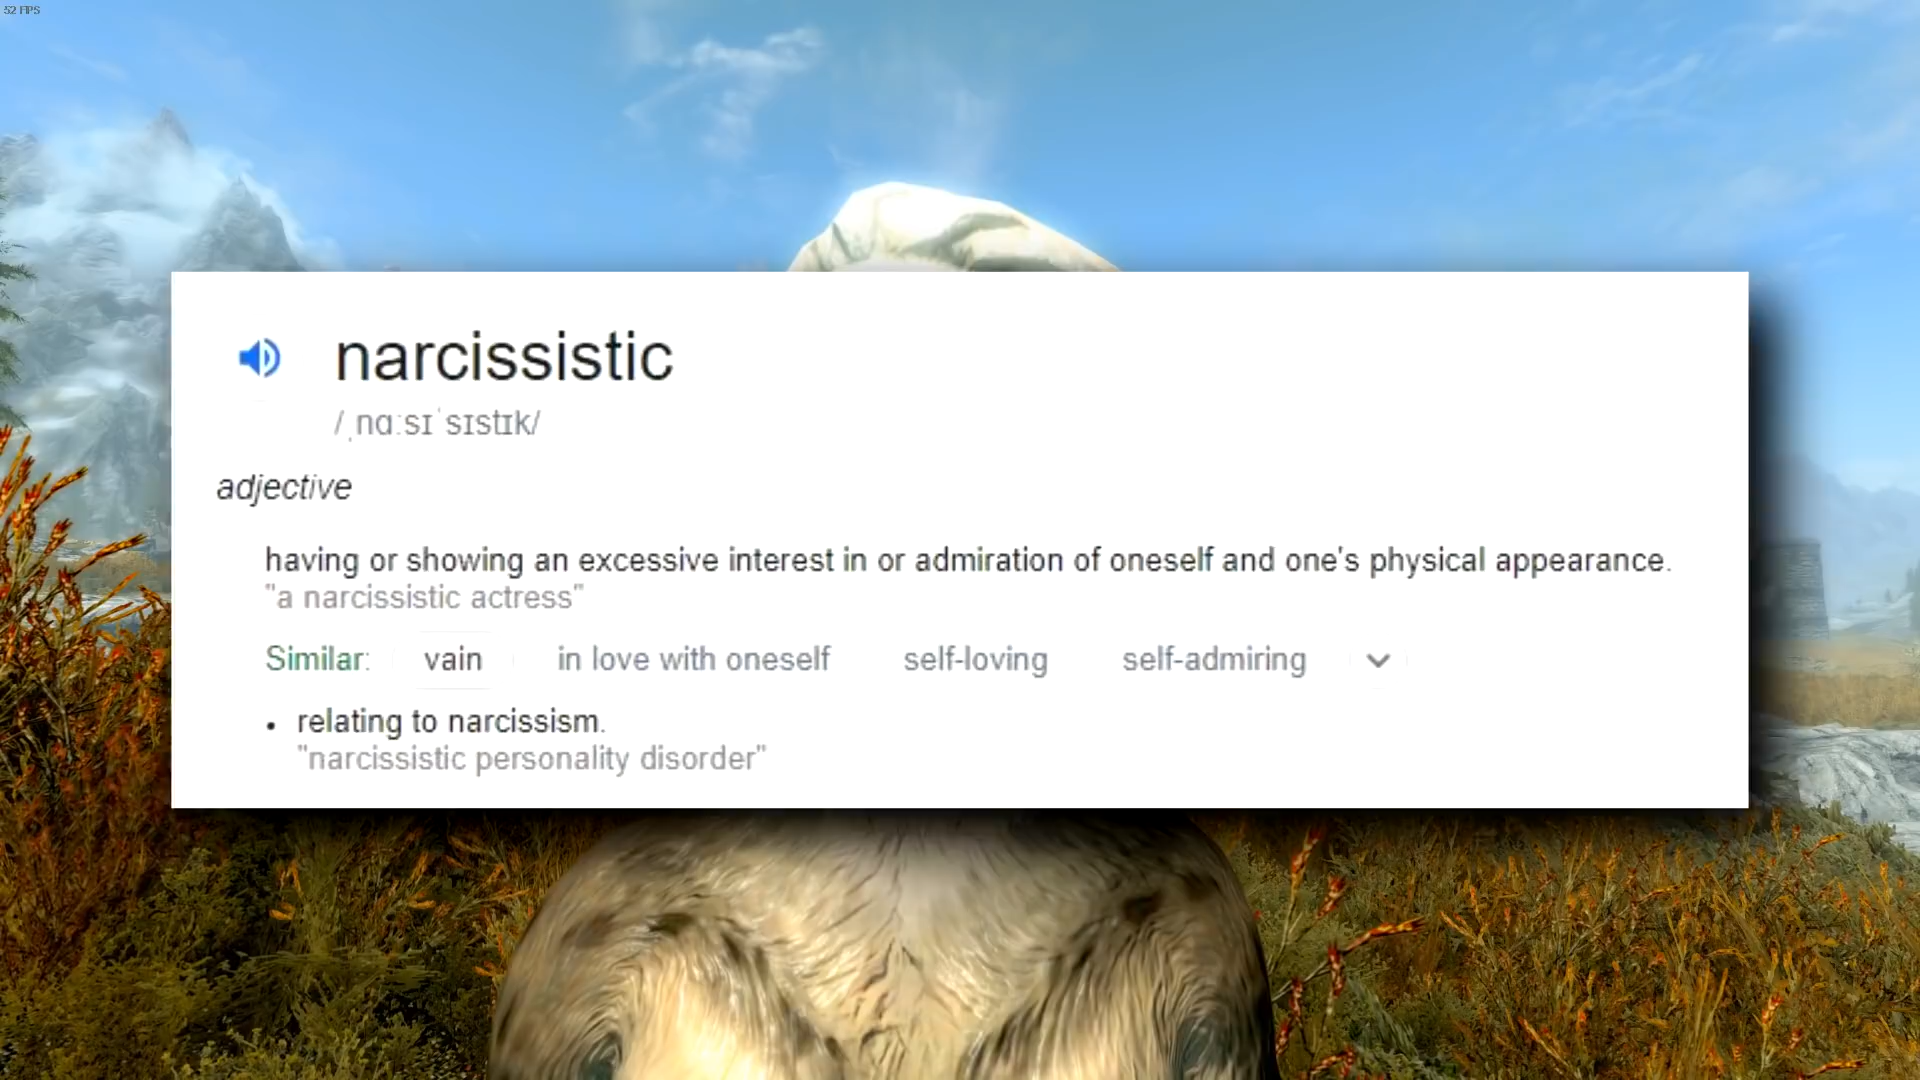 52 FPS
narcissistic
/ˌnɑːsɪˈsɪstɪk/
adjective
having or showing an excessive interest in or admiration of oneself and one's physical appearance.
"a narcissistic actress"
Similar: vain in love with oneself self-loving self-admiring
• relating to narcissism.
"narcissistic personality disorder"